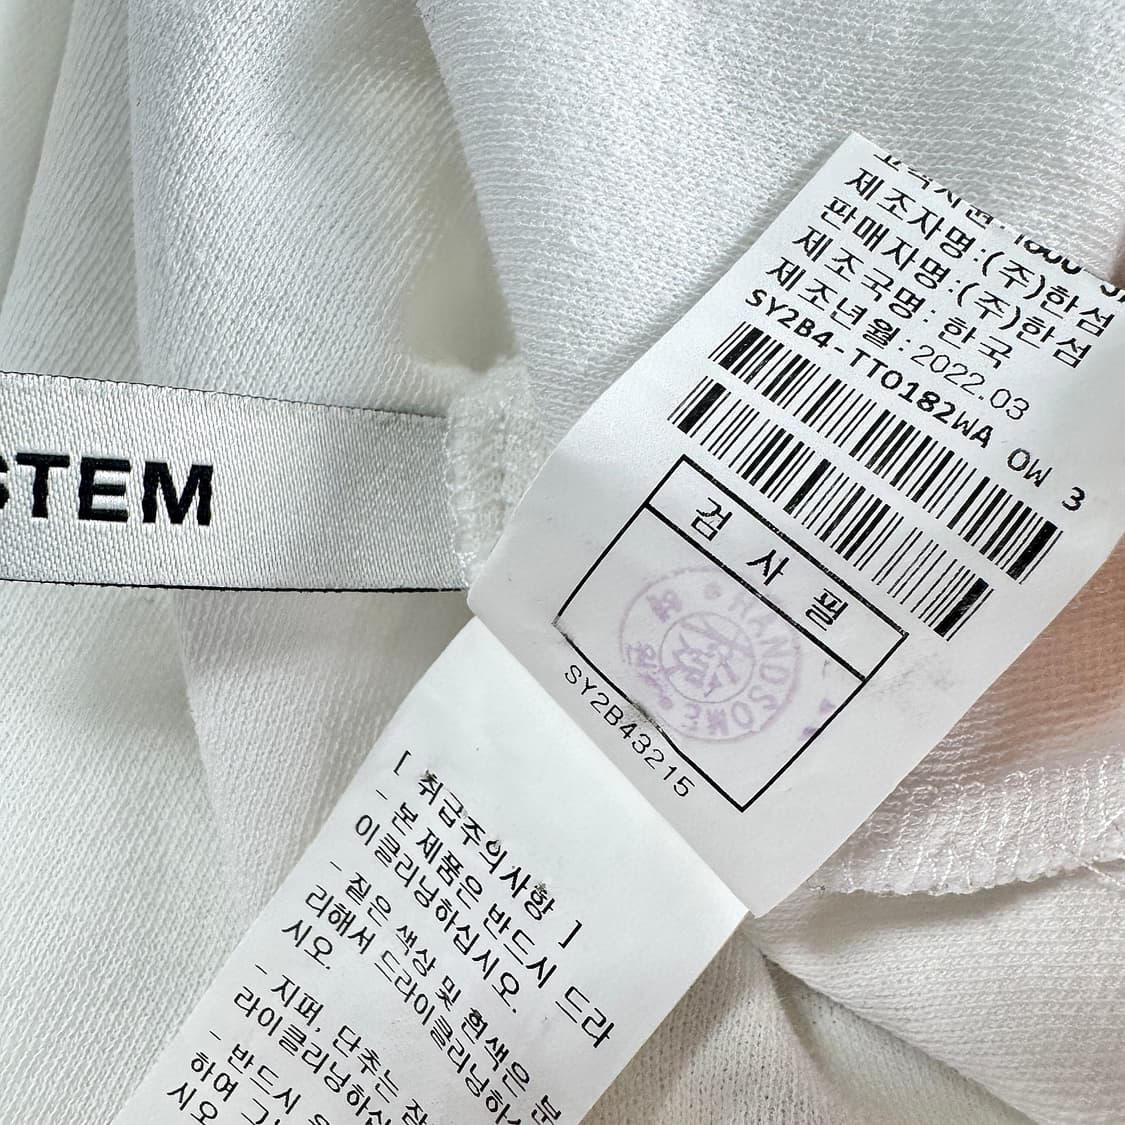 STEM
제조자명:(주)한섬
판매자명:(주)한섬
제조국명: 한국
제조년월:2022.03
SY2B4-TTO182WA OW 3
검 사 필
HANDSOME
SY2B43215
[ 취급주의사항 ]
- 본 제품은 반드시 드라
이클리닝하십시오.
- 짙은 색상 및 흰색은 분
리해서 드라이클리닝하
시오.
- 지퍼, 단추는 잠
라이클리닝하십
- 반드시
하여 그
시오